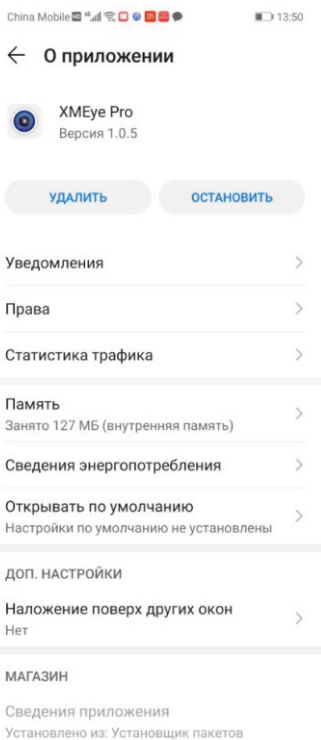 China Mobile 13:50
О приложении
XMEye Pro
Версия 1.0.5
УДАЛИТЬ ОСТАНОВИТЬ
Уведомления
Права
Статистика трафика
Память
Занято 127 МБ (внутренняя память)
Сведения энергопотребления
Открывать по умолчанию
Настройки по умолчанию не установлены
ДОП. НАСТРОЙКИ
Наложение поверх других окон
Нет
МАГАЗИН
Сведения приложения
Установлено из: Установщик пакетов